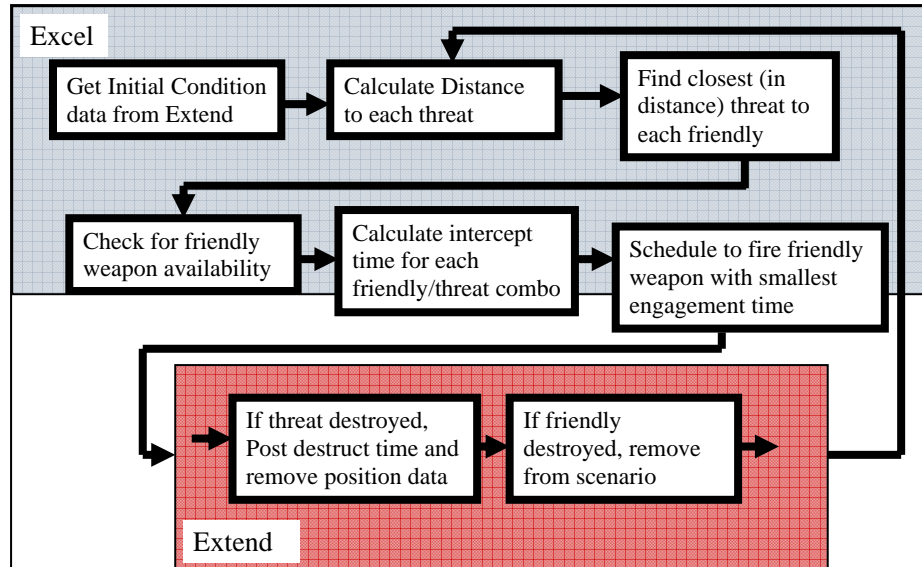 Excel
Get Initial Condition
data from Extend
Calculate Distance
to each threat
Find closest (in
distance) threat to
each friendly
Check for friendly
weapon availability
Calculate intercept
time for each
friendly/threat combo
Schedule to fire friendly
weapon with smallest
engagement time
If threat destroyed,
Post destruct time and
remove position data
If friendly
destroyed, remove
from scenario
Extend